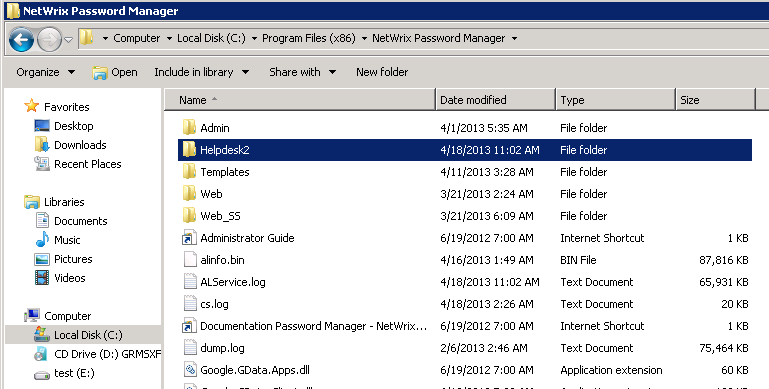 NetWrix Password Manager
Computer Local Disk (C:) Program Files (x86) NetWrix Password Manager
Organize Open Include in library Share with New folder
Favorites
Desktop
Downloads
Recent Places
Libraries
Documents
Music
Pictures
Videos
Computer
Local Disk (C:)
CD Drive (D:) GRMSXF
test (E:)
Name Date modified Type Size
Admin 4/1/2013 5:35 AM File folder
Helpdesk2 4/18/2013 11:02 AM File folder
Templates 4/11/2013 3:28 AM File folder
Web 3/21/2013 2:24 AM File folder
Web_SS 3/21/2013 6:09 AM File folder
Administrator Guide 6/19/2012 7:00 AM Internet Shortcut 1 KB
alinfo.bin 4/16/2013 1:49 AM BIN File 87,816 KB
ALService.log 4/18/2013 11:02 AM Text Document 65,931 KB
cs.log 4/18/2013 2:26 AM Text Document 20 KB
Documentation Password Manager - NetWrix... 6/19/2012 7:00 AM Internet Shortcut 1 KB
dump.log 2/6/2013 2:46 AM Text Document 75,464 KB
Google.GData.Apps.dll 6/19/2012 7:00 AM Application extension 60 KB